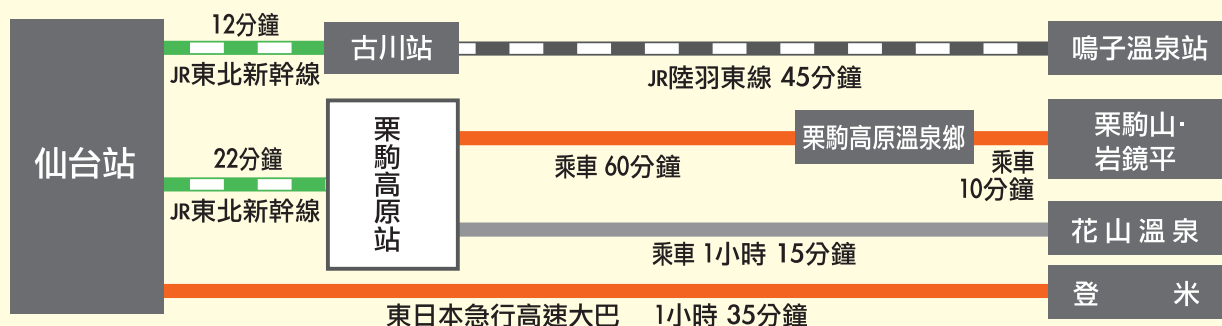 仙台站
12分鐘
JR東北新幹線
古川站
JR陸羽東線 45分鐘
鳴子溫泉站
22分鐘
JR東北新幹線
栗駒高原站
乘車 60分鐘
栗駒高原溫泉鄉
乘車
10分鐘
栗駒山·
岩鏡平
乘車 1小時 15分鐘
花山溫泉
東日本急行高速大巴 1小時 35分鐘
登米